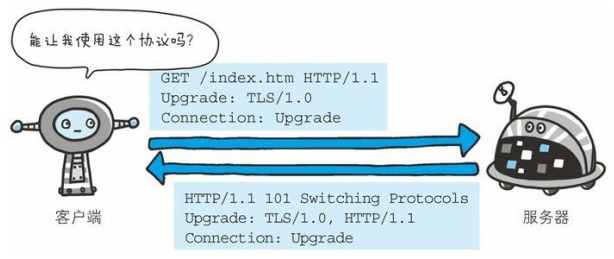 能让我使用这个协议吗?
GET /index.htm HTTP/1.1
Upgrade: TLS/1.0
Connection: Upgrade
HTTP/1.1 101 Switching Protocols
Upgrade: TLS/1.0, HTTP/1.1
Connection: Upgrade
客户端
服务器